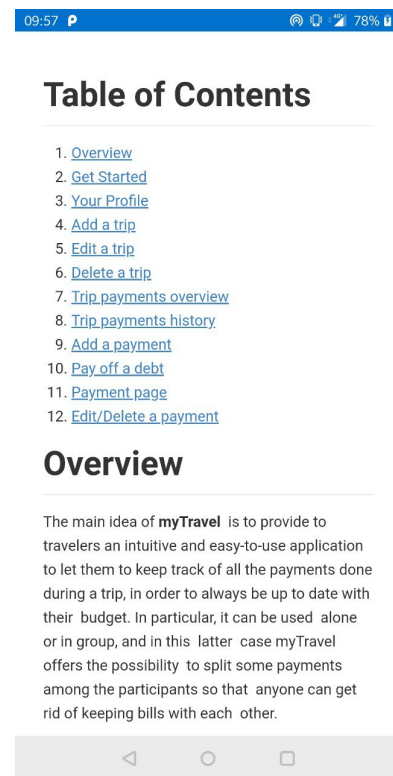 09:57 P 4G 78%
Table of Contents
1. Overview
2. Get Started
3. Your Profile
4. Add a trip
5. Edit a trip
6. Delete a trip
7. Trip payments overview
8. Trip payments history
9. Add a payment
10. Pay off a debt
11. Payment page
12. Edit/Delete a payment
Overview
The main idea of myTravel is to provide to
travelers an intuitive and easy-to-use application
to let them to keep track of all the payments done
during a trip, in order to always be up to date with
their budget. In particular, it can be used alone
or in group, and in this latter case myTravel
offers the possibility to split some payments
among the participants so that anyone can get
rid of keeping bills with each other.